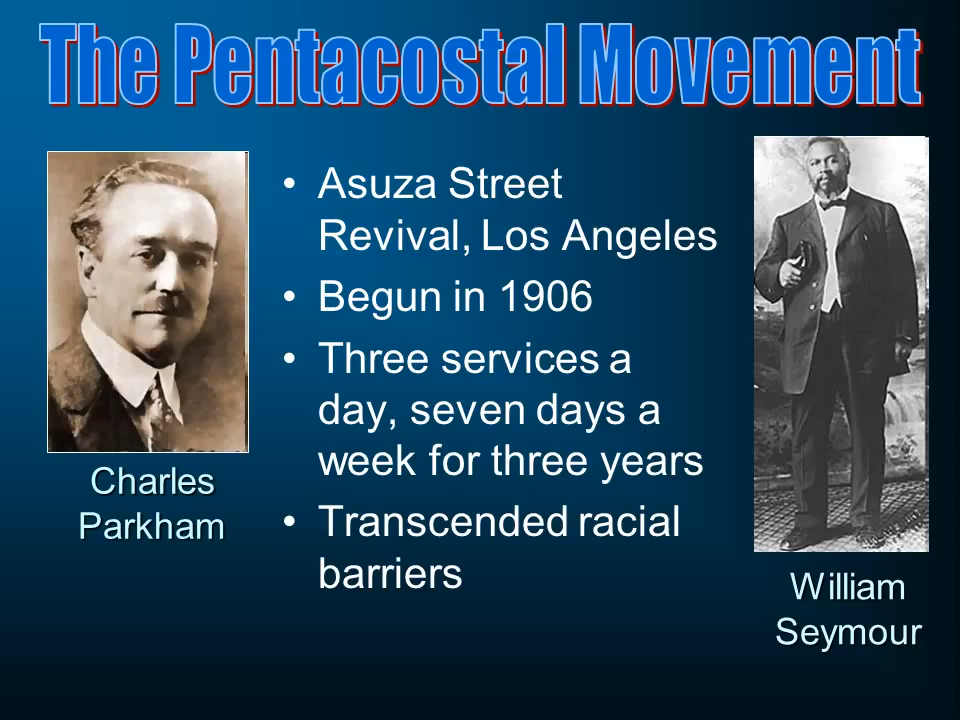 The Pentacostal Movement
• Asuza Street
Revival, Los Angeles
• Begun in 1906
• Three services a
day, seven days a
week for three years
• Transcended racial
barriers
Charles
Parkham
William
Seymour